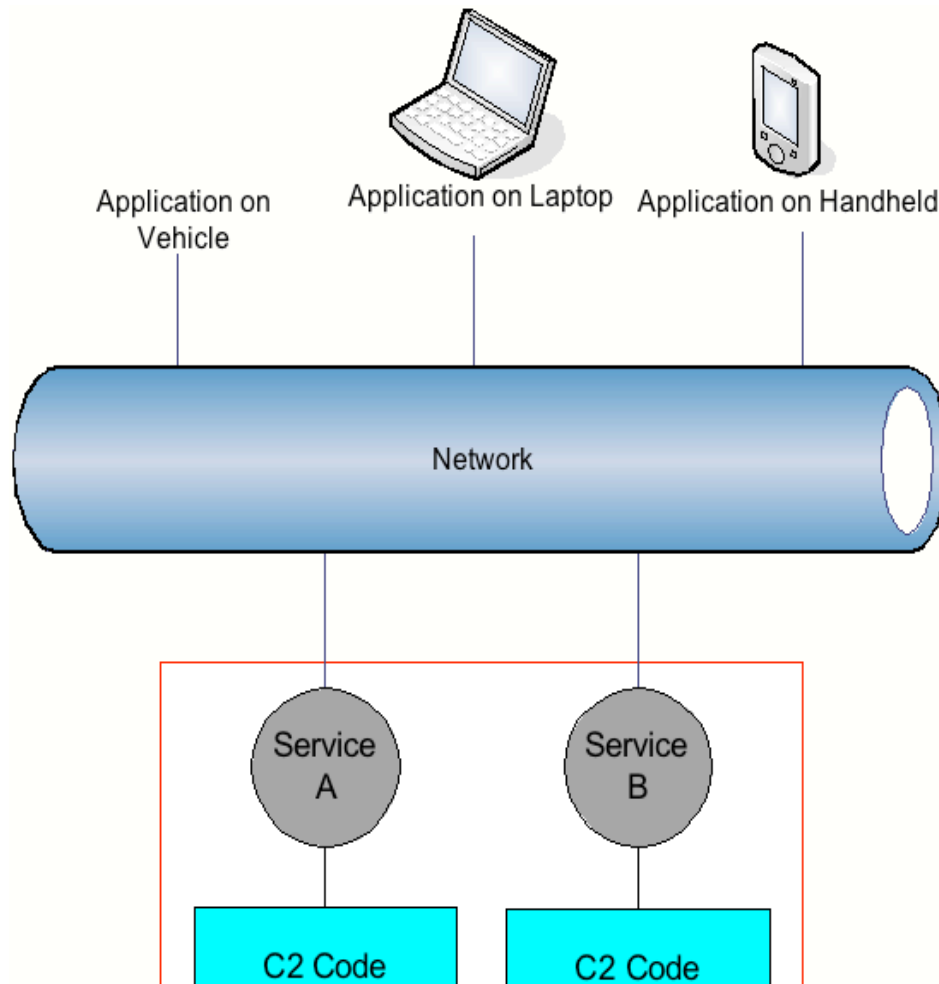 Application on
Vehicle
Application on Laptop
Application on Handheld
Network
Service
A
Service
B
C2 Code
C2 Code